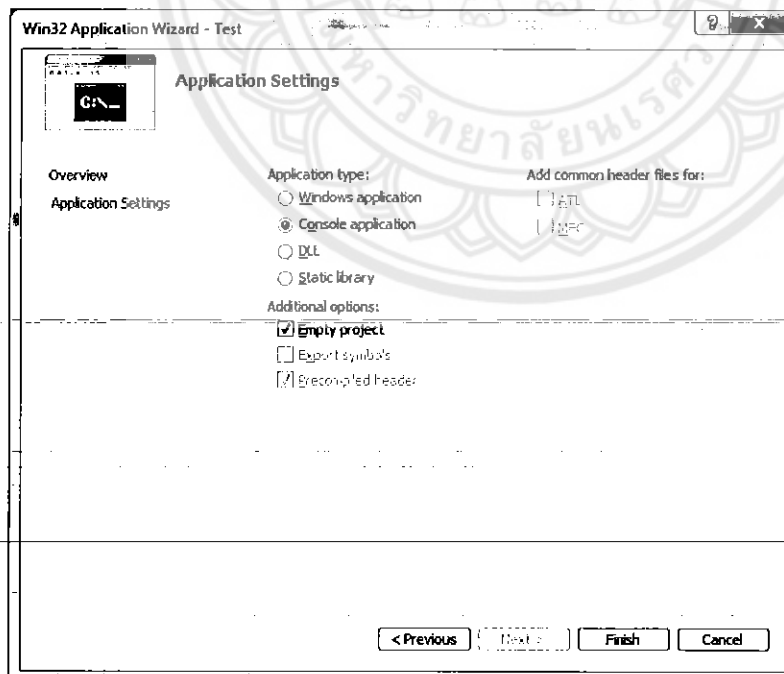 Win32 Application Wizard - Test
C:\_
Application Settings
Overview
Application Settings
Application type:
Windows application
Console application
DLL
Static library
Additional options:
Empty project
Export symbols
Precompiled header
Add common header files for:
ATL
MFC
< Previous
Next >
Finish
Cancel